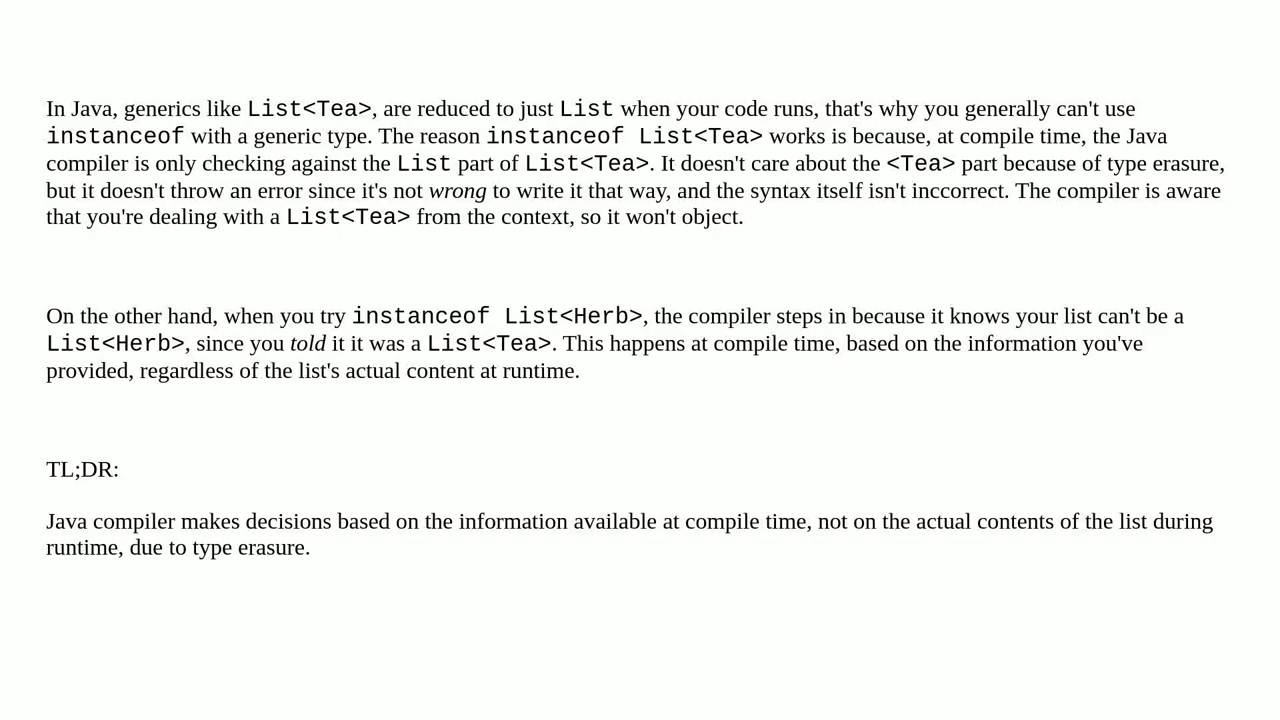 In Java, generics like List<Tea>, are reduced to just List when your code runs, that's why you generally can't use
instanceof with a generic type. The reason instanceof List<Tea> works is because, at compile time, the Java
compiler is only checking against the List part of List<Tea>. It doesn't care about the <Tea> part because of type erasure,
but it doesn't throw an error since it's not wrong to write it that way, and the syntax itself isn't inccorrect. The compiler is aware
that you're dealing with a List<Tea> from the context, so it won't object.
On the other hand, when you try instanceof List<Herb>, the compiler steps in because it knows your list can't be a
List<Herb>, since you told it it was a List<Tea>. This happens at compile time, based on the information you've
provided, regardless of the list's actual content at runtime.
TL;DR:
Java compiler makes decisions based on the information available at compile time, not on the actual contents of the list during
runtime, due to type erasure.